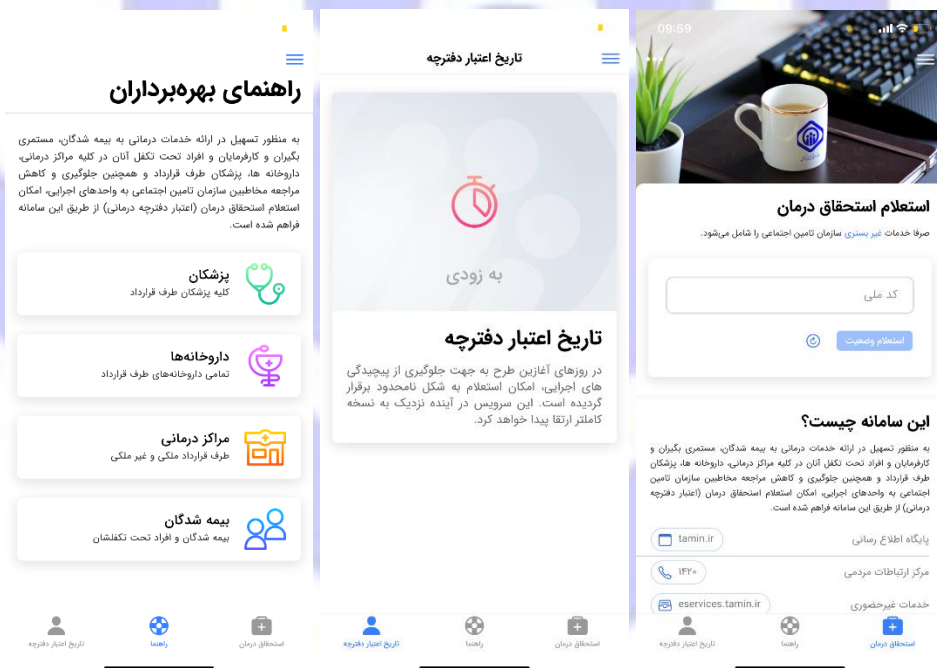 راهنمای بهره‌برداران
به منظور تسهیل در ارائه خدمات درمانی به بیمه شدگان، مستمری
بگیران و کارفرمایان و افراد تحت تکفل آنان در کلیه مراکز درمانی،
داروخانه ها، پزشکان طرف قرارداد و همچنین جلوگیری و کاهش
مراجعه مخاطبین سازمان تامین اجتماعی به واحدهای اجرایی، امکان
استعلام استحقاق درمان (اعتبار دفترچه درمانی) از طریق این سامانه
فراهم شده است.
پزشکان
کلیه پزشکان طرف قرارداد
داروخانه‌ها
تمامی داروخانه‌های طرف قرارداد
مراکز درمانی
طرف قرارداد ملکی و غیر ملکی
بیمه شدگان
بیمه شدگان و افراد تحت تکفلشان
استحقاق درمان
راهنما
تاریخ اعتبار دفترچه
تاریخ اعتبار دفترچه
به زودی
تاریخ اعتبار دفترچه
در روزهای آغازین طرح به جهت جلوگیری از پیچیدگی
های اجرایی، امکان استعلام به شکل نامحدود برقرار
گردیده است. این سرویس در آینده نزدیک به نسخه
کاملتر ارتقا پیدا خواهد کرد.
استحقاق درمان
راهنما
تاریخ اعتبار دفترچه
09:59
استعلام استحقاق درمان
صرفا خدمات غیر بستری سازمان تامین اجتماعی را شامل می‌شود.
کد ملی
استعلام وضعیت
این سامانه چیست؟
به منظور تسهیل در ارائه خدمات درمانی به بیمه شدگان، مستمری بگیران و
کارفرمایان و افراد تحت تکفل آنان در کلیه مراکز درمانی، داروخانه ها، پزشکان
طرف قرارداد و همچنین جلوگیری و کاهش مراجعه مخاطبین سازمان تامین
اجتماعی به واحدهای اجرایی، امکان استعلام استحقاق درمان (اعتبار دفترچه
درمانی) از طریق این سامانه فراهم شده است.
پایگاه اطلاع رسانی tamin.ir
مرکز ارتباطات مردمی ۱۴۲۰
خدمات غیرحضوری eservices.tamin.ir
استحقاق درمان
راهنما
تاریخ اعتبار دفترچه